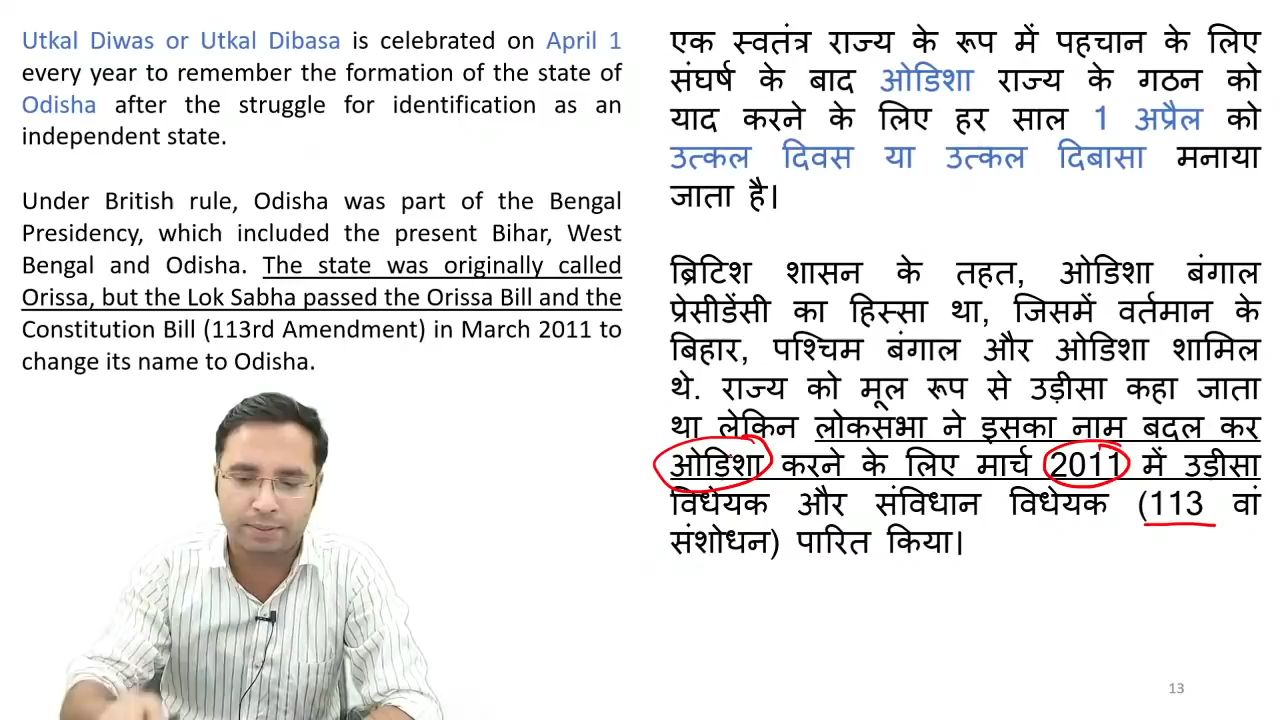 Utkal Diwas or Utkal Dibasa is celebrated on April 1
every year to remember the formation of the state of
Odisha after the struggle for identification as an
independent state.
Under British rule, Odisha was part of the Bengal
Presidency, which included the present Bihar, West
Bengal and Odisha. The state was originally called
Orissa, but the Lok Sabha passed the Orissa Bill and the
Constitution Bill (113rd Amendment) in March 2011 to
change its name to Odisha.
एक स्वतंत्र राज्य के रूप में पहचान के लिए
संघर्ष के बाद ओडिशा राज्य के गठन को
याद करने के लिए हर साल 1 अप्रैल को
उत्कल दिवस या उत्कल दिबासा मनाया
जाता है।
ब्रिटिश शासन के तहत, ओडिशा बंगाल
प्रेसीडेंसी का हिस्सा था, जिसमें वर्तमान के
बिहार, पश्चिम बंगाल और ओडिशा शामिल
थे. राज्य को मूल रूप से उड़ीसा कहा जाता
था लेकिन लोकसभा ने इसका नाम बदल कर
ओडिशा करने के लिए मार्च 2011 में उडीसा
विधेयक और संविधान विधेयक (113 वां
संशोधन) पारित किया।
13